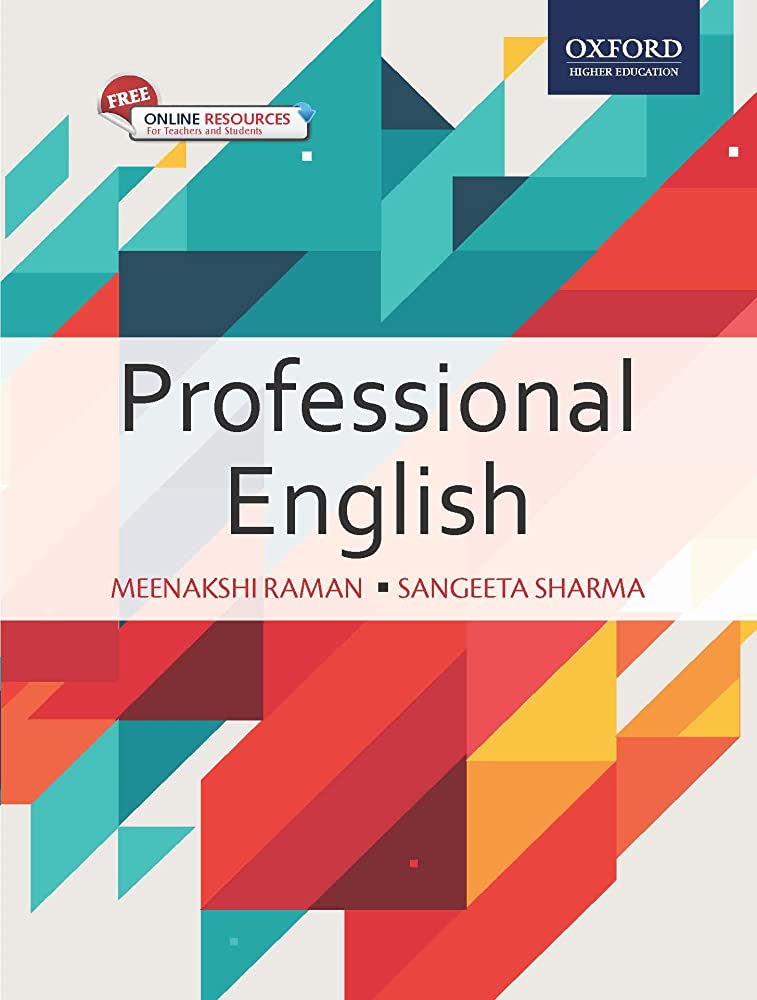 OXFORD
HIGHER EDUCATION
FREE
ONLINE RESOURCES
For Teachers and Students
Professional
English
MEENAKSHI RAMAN ▪ SANGEETA SHARMA